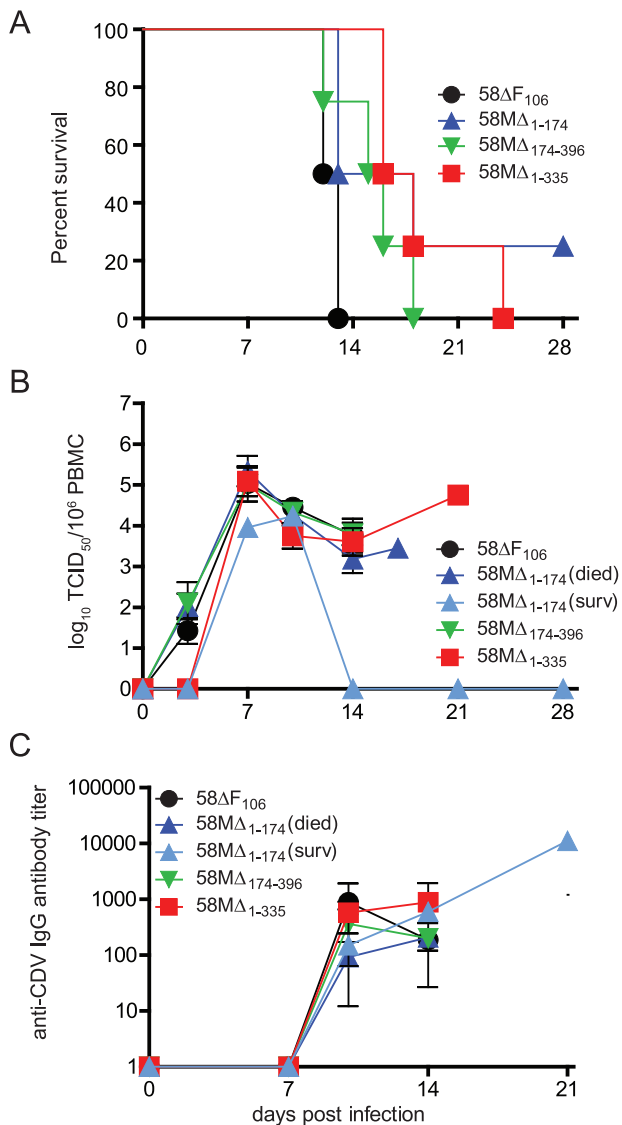 A
100
80
60
40
20
0
Percent survival
58ΔF106
58MΔ1-174
58MΔ174-396
58MΔ1-335
0 7 14 21 28
B
7
6
5
4
3
2
1
0
log10 TCID50/10^6 PBMC
58ΔF106
58MΔ1-174(died)
58MΔ1-174(surv)
58MΔ174-396
58MΔ1-335
0 7 14 21 28
C
100000
10000
1000
100
10
1
anti-CDV IgG antibody titer
58ΔF106
58MΔ1-174(died)
58MΔ1-174(surv)
58MΔ174-396
58MΔ1-335
0 7 14 21
days post infection